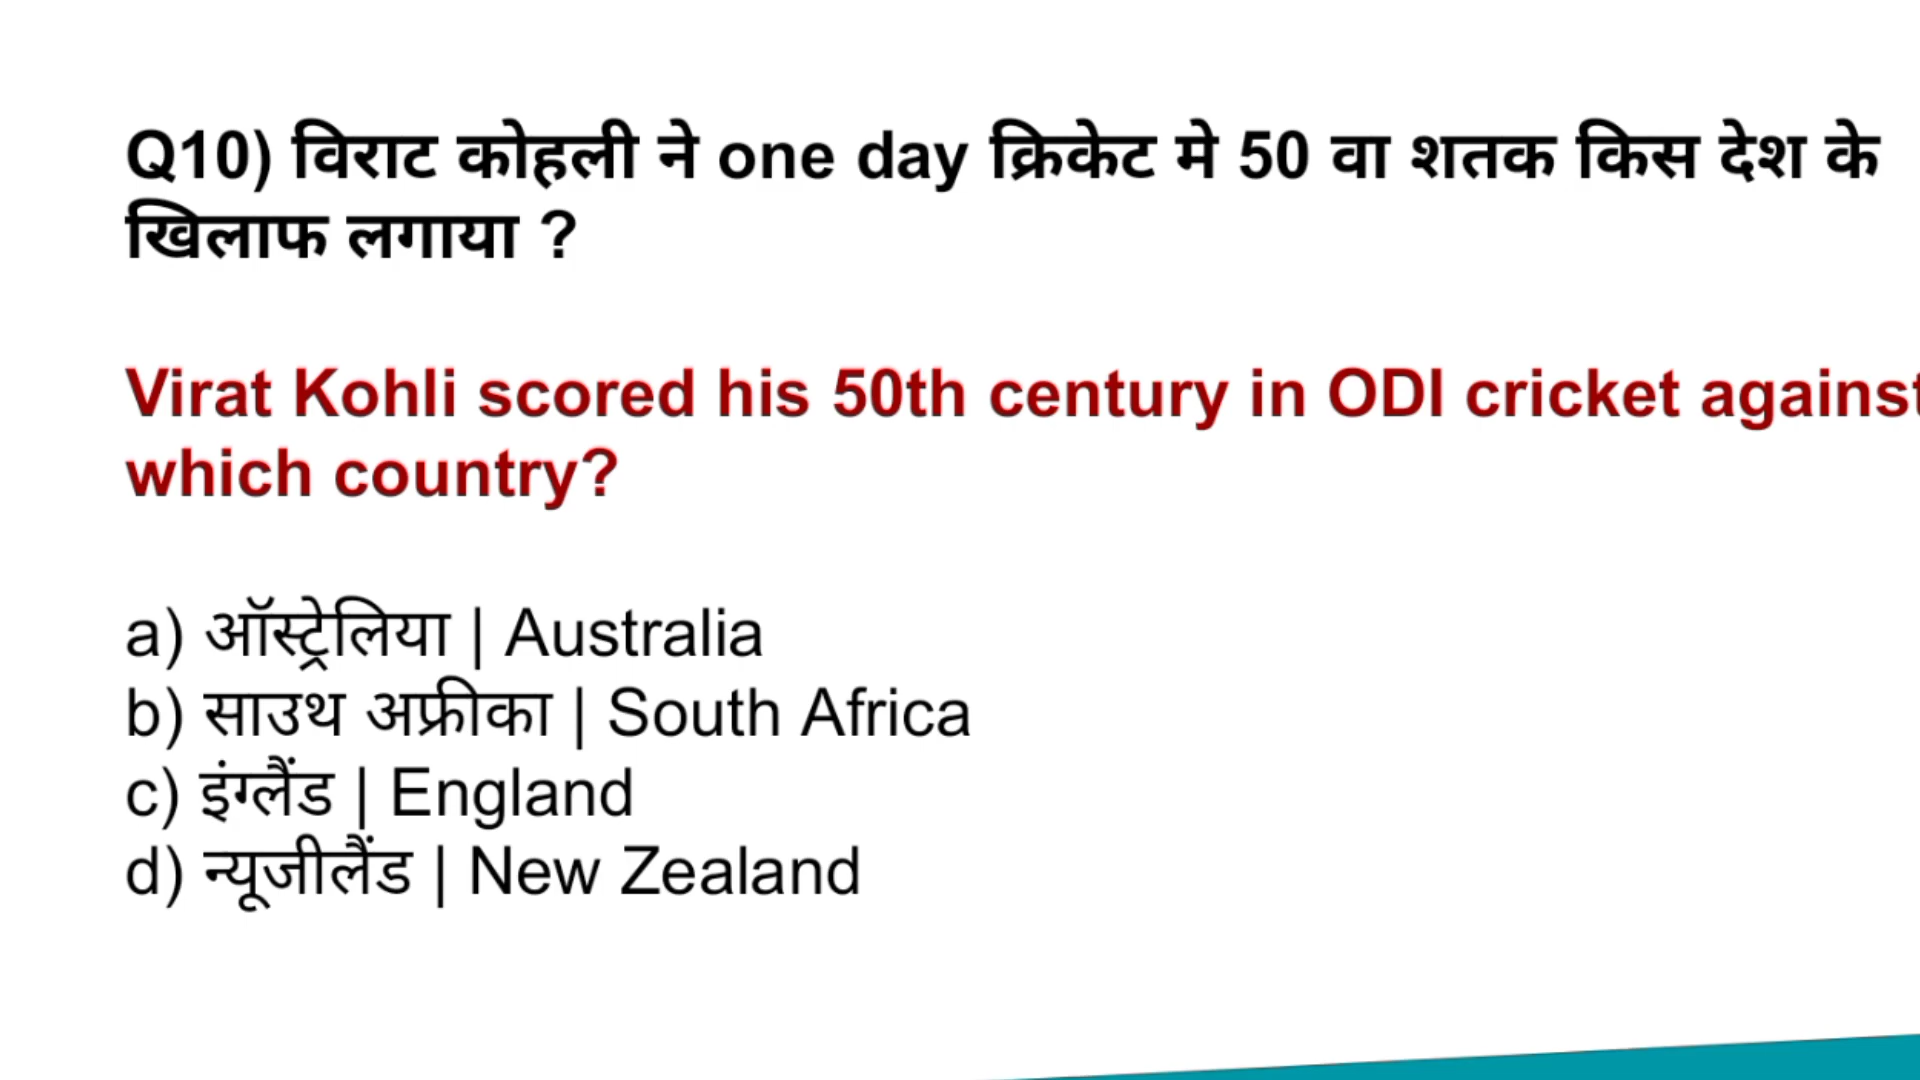 Q10) विराट कोहली ने one day क्रिकेट मे 50 वा शतक किस देश के
खिलाफ लगाया ?
Virat Kohli scored his 50th century in ODI cricket against
which country?
a) ऑस्ट्रेलिया | Australia
b) साउथ अफ्रीका | South Africa
c) इंग्लैंड | England
d) न्यूजीलैंड | New Zealand